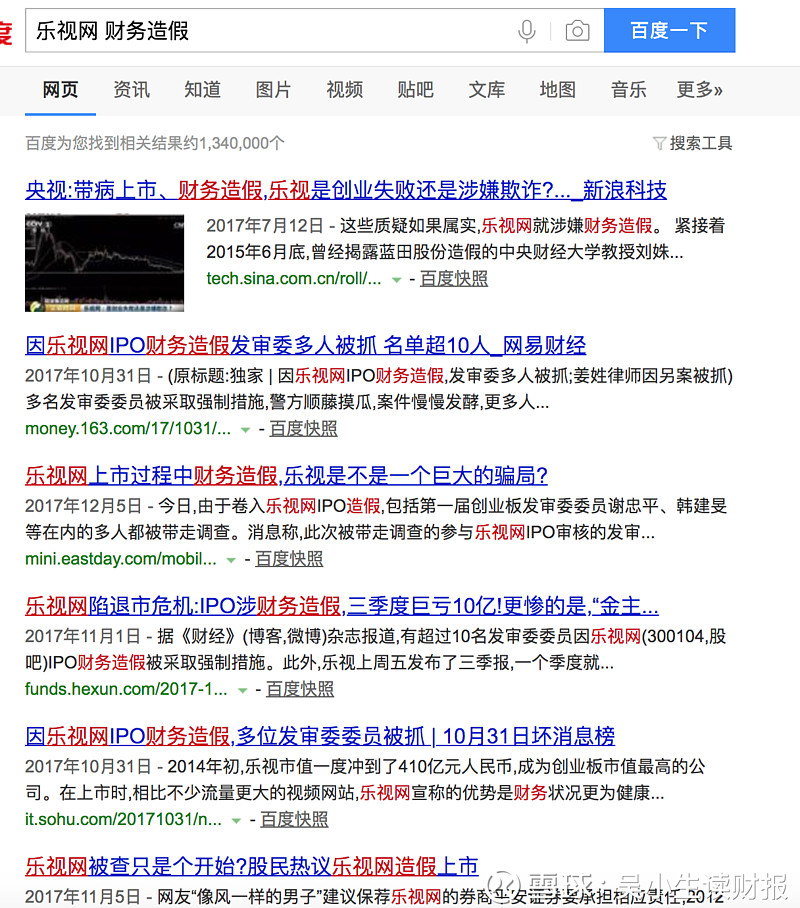 乐视网 财务造假
百度一下
网页 资讯 知道 图片 视频 贴吧 文库 地图 音乐 更多»
百度为您找到相关结果约1,340,000个
搜索工具
央视:带病上市、财务造假,乐视是创业失败还是涉嫌欺诈?..._新浪科技
2017年7月12日 - 这些质疑如果属实,乐视网就涉嫌财务造假。 紧接着
2015年6月底,曾经揭露蓝田股份造假的中央财经大学教授刘姝...
tech.sina.com.cn/roll/... - 百度快照
因乐视网IPO财务造假发审委多人被抓 名单超10人_网易财经
2017年10月31日 - (原标题:独家 | 因乐视网IPO财务造假,发审委多人被抓;姜姓律师因另案被抓)
多名发审委委员被采取强制措施,警方顺藤摸瓜,案件慢慢发酵,更多人...
money.163.com/17/1031/... - 百度快照
乐视网上市过程中财务造假,乐视是不是一个巨大的骗局?
2017年12月5日 - 今日,由于卷入乐视网IPO造假,包括第一届创业板发审委委员谢忠平、韩建旻
等在内的多人都被带走调查。消息称,此次被带走调查的参与乐视网IPO审核的发审...
mini.eastday.com/mobil... - 百度快照
乐视网陷退市危机:IPO涉财务造假,三季度巨亏10亿!更惨的是,“金主...
2017年11月1日 - 据《财经》(博客,微博)杂志报道,有超过10名发审委委员因乐视网(300104,股
吧)IPO财务造假被采取强制措施。此外,乐视上周五发布了三季报,一个季度就...
funds.hexun.com/2017-1... - 百度快照
因乐视网IPO财务造假,多位发审委委员被抓 | 10月31日坏消息榜
2017年10月31日 - 2014年初,乐视市值一度冲到了410亿元人民币,成为创业板市值最高的公
司。在上市时,相比不少流量更大的视频网站,乐视网宣称的优势是财务状况更为健康...
it.sohu.com/20171031/n... - 百度快照
乐视网被查只是个开始?股民热议乐视网造假上市
2017年11月5日 - 网友“像风一样的男子”建议保荐乐视网的券商平安证券要承担相应责任,2012
雪球：吴小生读财报